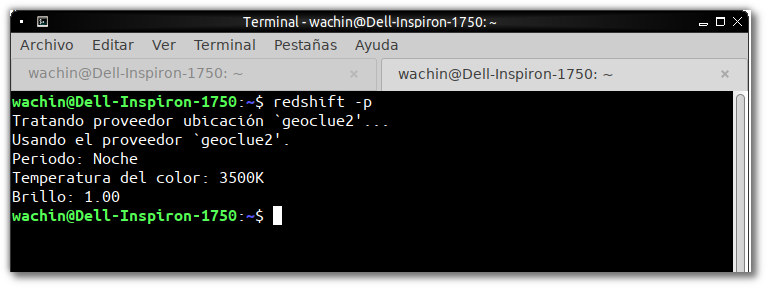 Terminal - wachin@Dell-Inspiron-1750: ~
Archivo Editar Ver Terminal Pestañas Ayuda
wachin@Dell-Inspiron-1750: ~ × wachin@Dell-Inspiron-1750: ~ ×
wachin@Dell-Inspiron-1750:~$ redshift -p
Tratando proveedor ubicación `geoclue2'...
Usando el proveedor `geoclue2'.
Periodo: Noche
Temperatura del color: 3500K
Brillo: 1.00
wachin@Dell-Inspiron-1750:~$